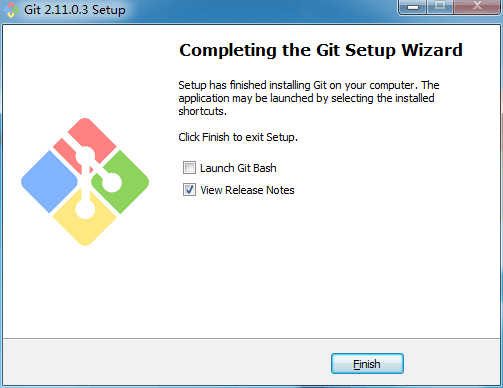 Git 2.11.0.3 Setup
Completing the Git Setup Wizard
Setup has finished installing Git on your computer. The
application may be launched by selecting the installed
shortcuts.
Click Finish to exit Setup.
Launch Git Bash
View Release Notes
Finish